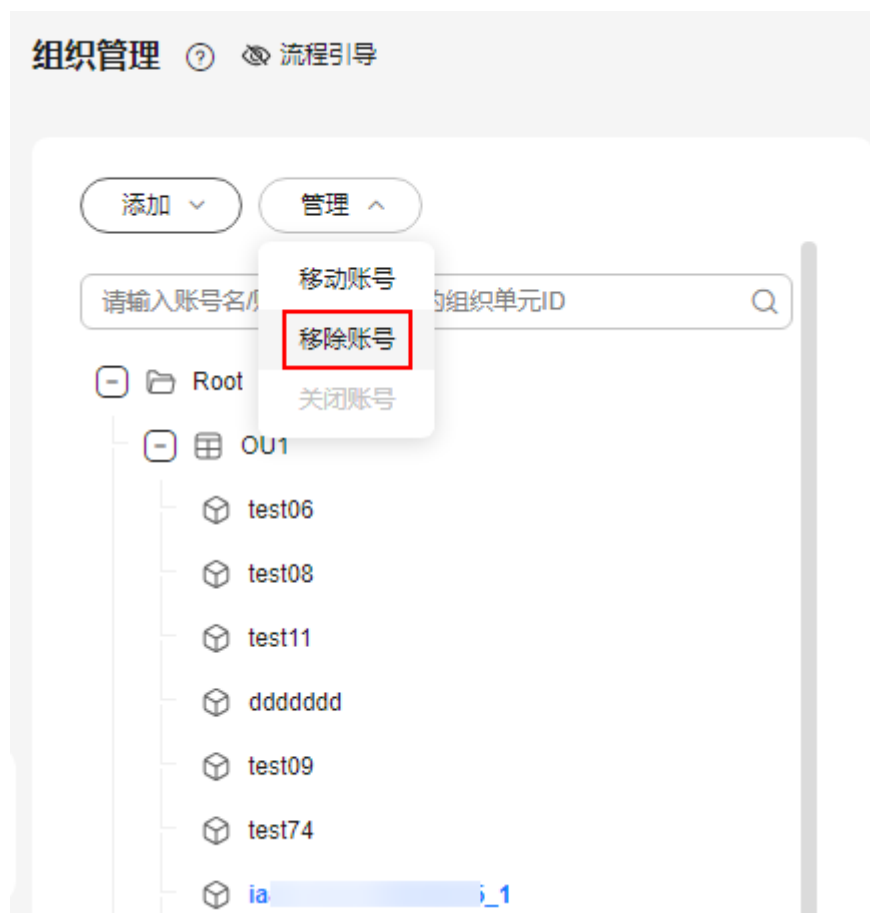 组织管理 流程引导
添加 管理
移动账号
请输入账号名/ 的组织单元ID
移除账号
Root
关闭账号
OU1
test06
test08
test11
ddddddd
test09
test74
ia _1